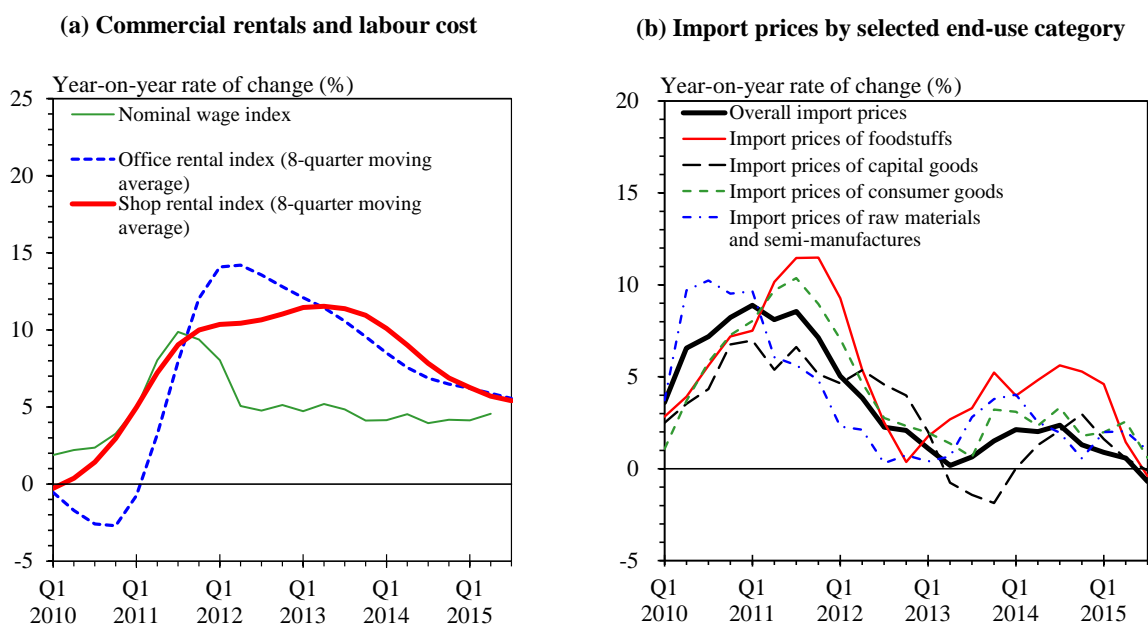 (a) Commercial rentals and labour cost
Year-on-year rate of change (%)
25
20
15
10
5
0
-5
Nominal wage index
Office rental index (8-quarter moving
average)
Shop rental index (8-quarter moving
average)
Q1
2010
Q1
2011
Q1
2012
Q1
2013
Q1
2014
Q1
2015
(b) Import prices by selected end-use category
Year-on-year rate of change (%)
20
15
10
5
0
-5
Overall import prices
Import prices of foodstuffs
Import prices of capital goods
Import prices of consumer goods
Import prices of raw materials
and semi-manufactures
Q1
2010
Q1
2011
Q1
2012
Q1
2013
Q1
2014
Q1
2015